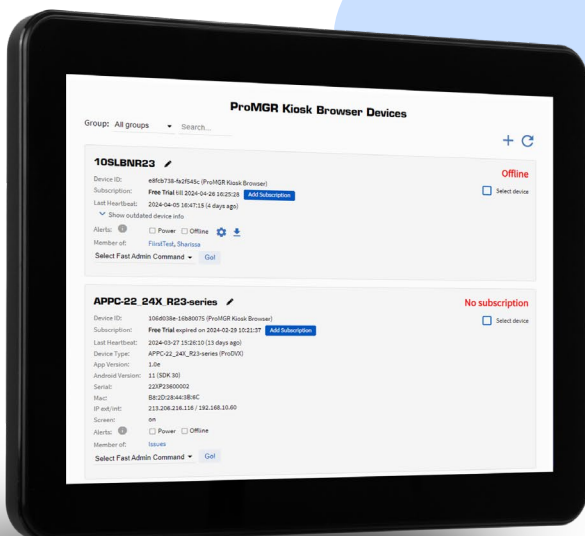 ProMGR Kiosk Browser Devices
Group: All groups Search...
10SLBNR23
Offline
Device ID: e8fcb738-fa2f545c (ProMGR Kiosk Browser)
Select device
Subscription: Free Trial till 2024-04-28 16:25:28 Add Subscription
Last Heartbeat: 2024-04-05 16:47:15 (4 days ago)
Show outdated device info
Alerts: Power Offline
Member of: FirstTest, Sharissa
Select Fast Admin Command Go!
APPC-22_24X_R23-series
No subscription
Device ID: 106d038e-16b80075 (ProMGR Kiosk Browser)
Select device
Subscription: Free Trial expired on 2024-02-29 10:21:37 Add Subscription
Last Heartbeat: 2024-03-27 15:26:10 (13 days ago)
Device Type: APPC-22_24X_R23-series (ProDVX)
App Version: 1.0e
Android Version: 11 (SDK 30)
Serial: 22XP23600002
Mac: B8:2D:28:44:3B:6C
IP ext/int: 213.206.216.116 / 192.168.10.60
Screen: on
Alerts: Power Offline
Member of: Issues
Select Fast Admin Command Go!